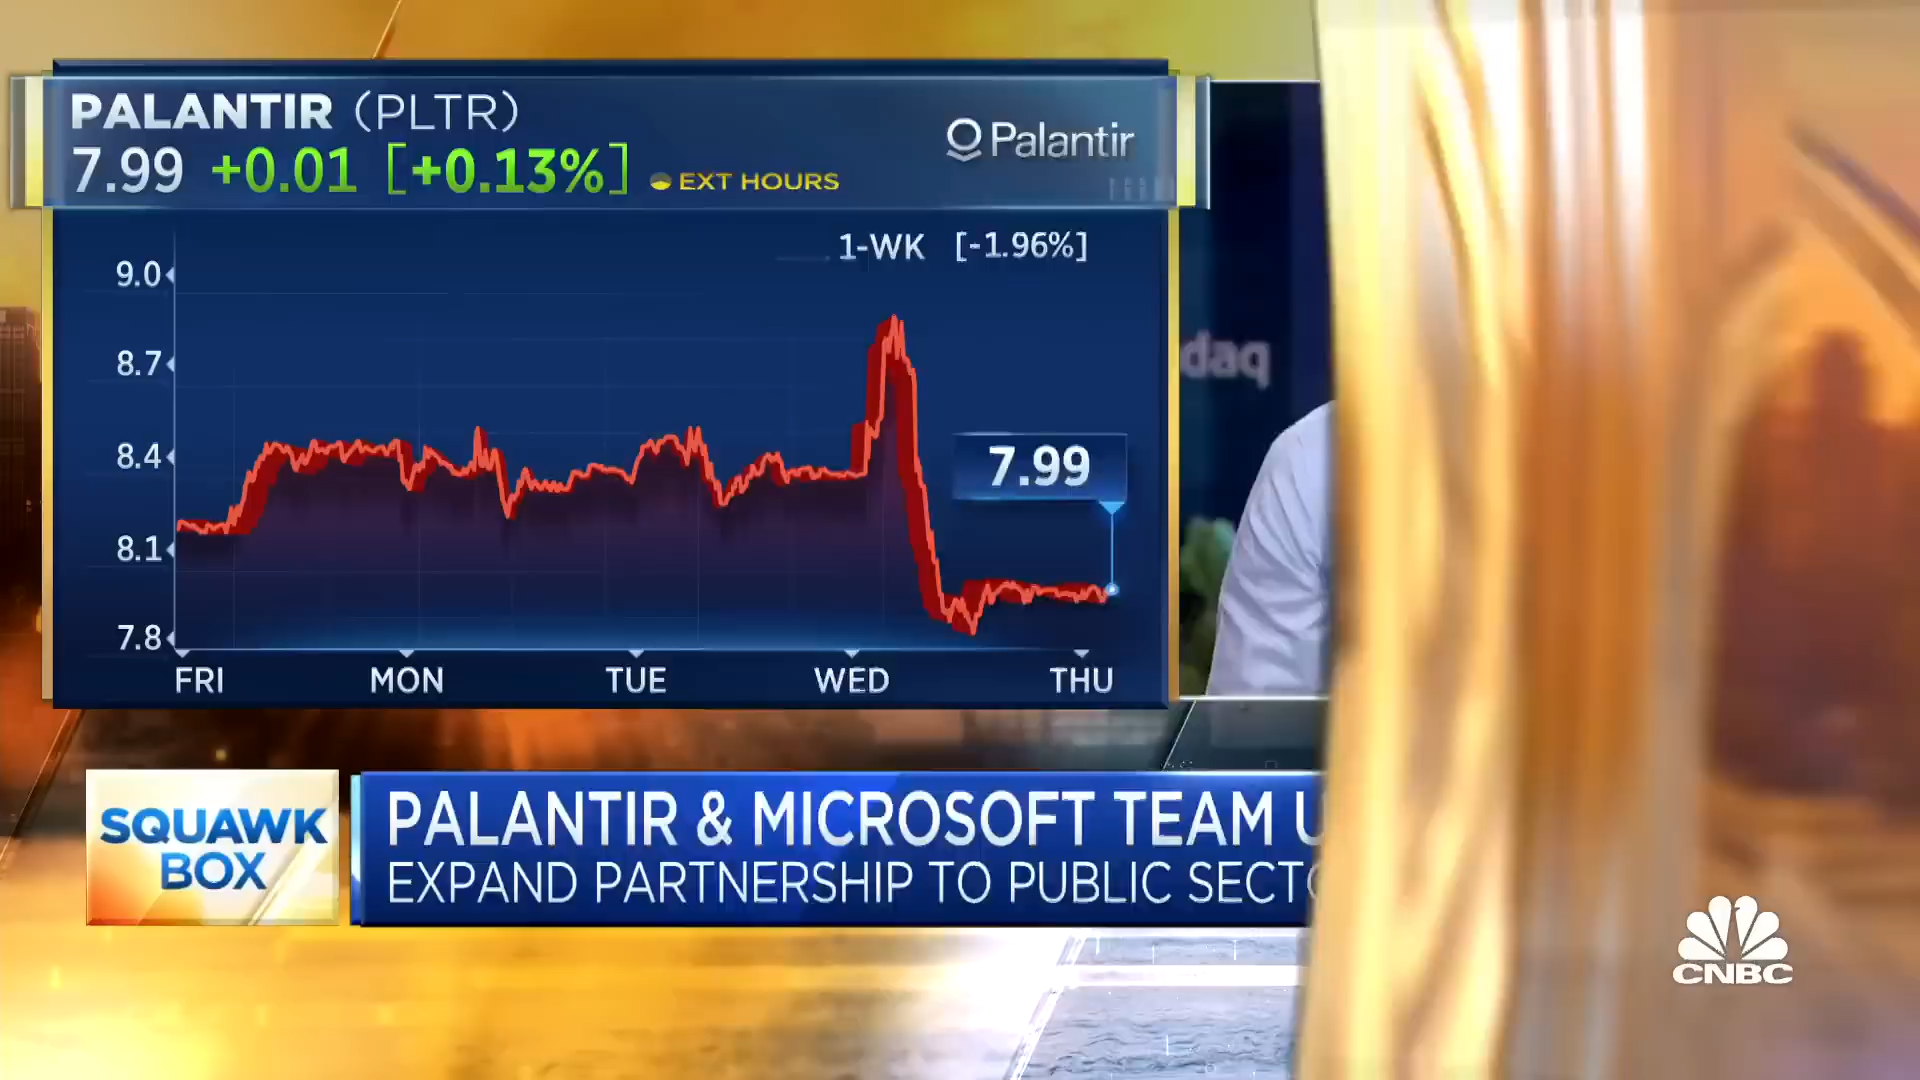 PALANTIR (PLTR)
7.99 +0.01 [+0.13%] EXT HOURS
Palantir
1-WK [-1.96%]
9.0
8.7
8.4
8.1
7.8
7.99
FRI MON TUE WED THU
daq
SQUAWK
BOX
PALANTIR & MICROSOFT TEAM U
EXPAND PARTNERSHIP TO PUBLIC SECTO
CNBC